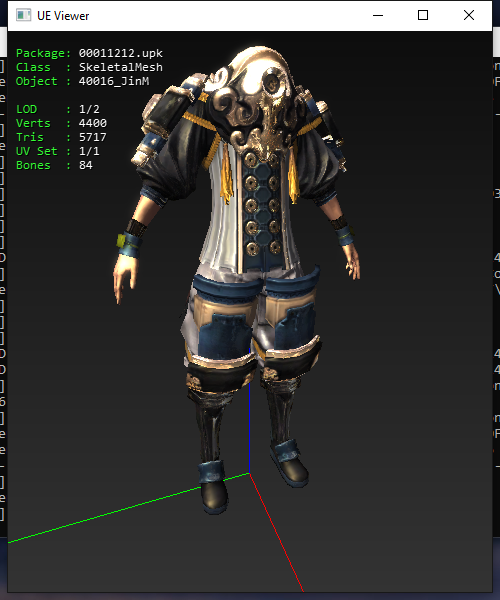 UE Viewer
Package: 00011212.upk
Class : SkeletalMesh
Object : 40016_JinM
LOD : 1/2
Verts : 4400
Tris : 5717
UV Set : 1/1
Bones : 84